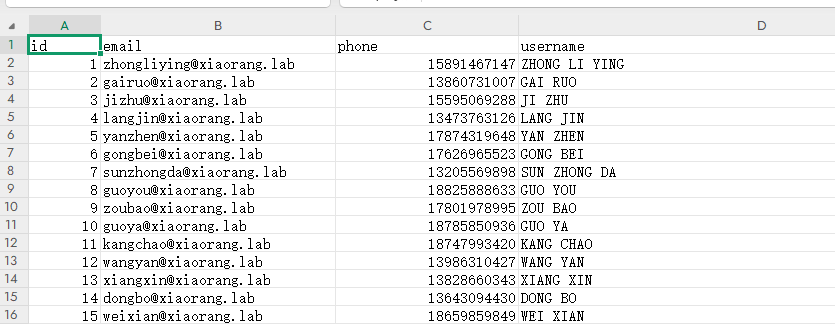 A B C D
1 id email phone username
2 1 zhongliying@xiaorang.lab 15891467147 ZHONG LI YING
3 2 gairuo@xiaorang.lab 13860731007 GAI RUO
4 3 jizhu@xiaorang.lab 15595069288 JI ZHU
5 4 langjin@xiaorang.lab 13473763126 LANG JIN
6 5 yanzhen@xiaorang.lab 17874319648 YAN ZHEN
7 6 gongbei@xiaorang.lab 17626965523 GONG BEI
8 7 sunzhongda@xiaorang.lab 13205569898 SUN ZHONG DA
9 8 guoyou@xiaorang.lab 18825888633 GUO YOU
10 9 zoubao@xiaorang.lab 17801978995 ZOU BAO
11 10 guoya@xiaorang.lab 18785850936 GUO YA
12 11 kangchao@xiaorang.lab 18747993420 KANG CHAO
13 12 wangyan@xiaorang.lab 13986310427 WANG YAN
14 13 xiangxin@xiaorang.lab 13828660343 XIANG XIN
15 14 dongbo@xiaorang.lab 13643094430 DONG BO
16 15 weixian@xiaorang.lab 18659859849 WEI XIAN